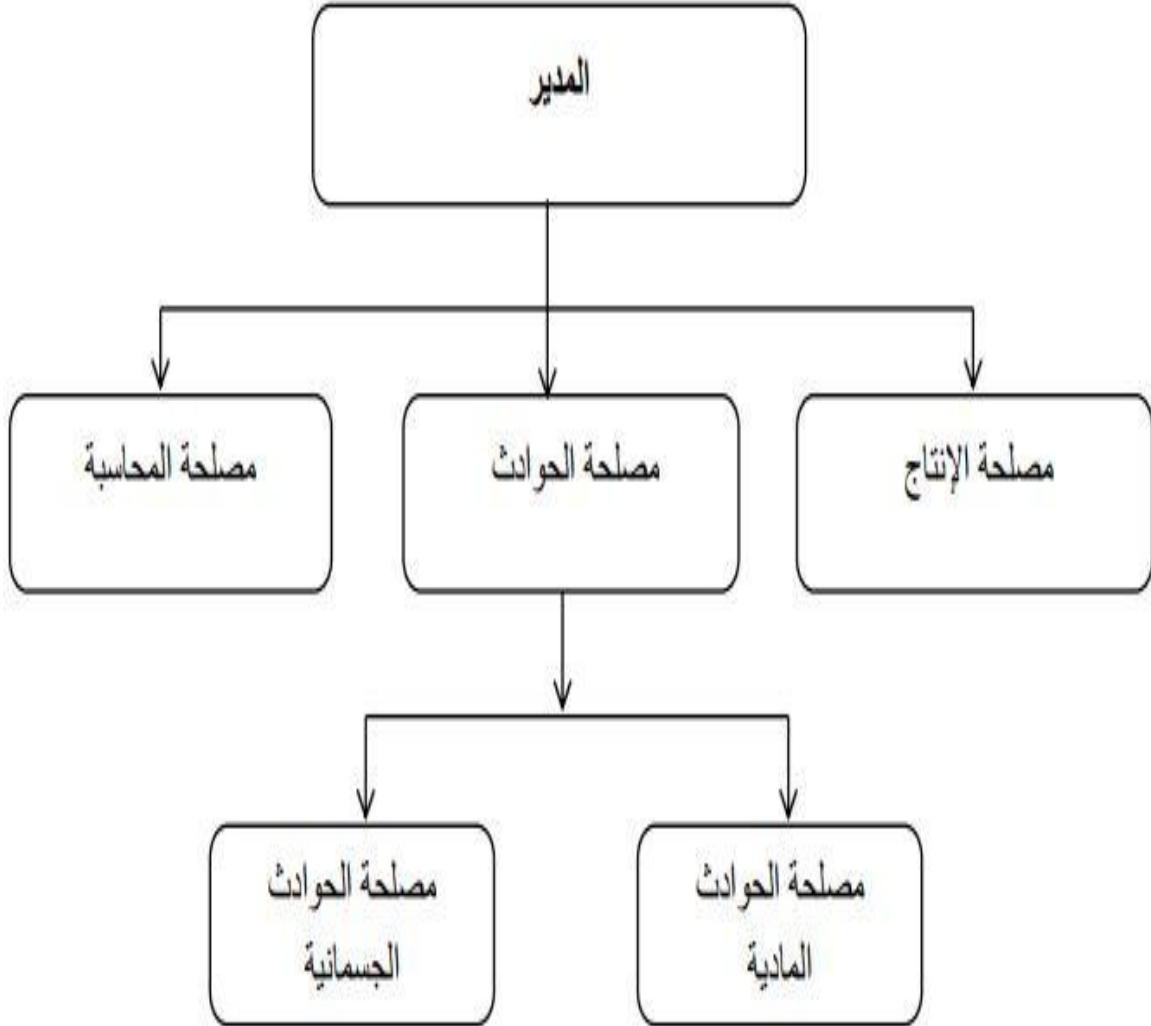 المدير
مصلحة الإنتاج
مصلحة الحوادث
مصلحة المحاسبة
مصلحة الحوادث
المادية
مصلحة الحوادث
الجسمانية